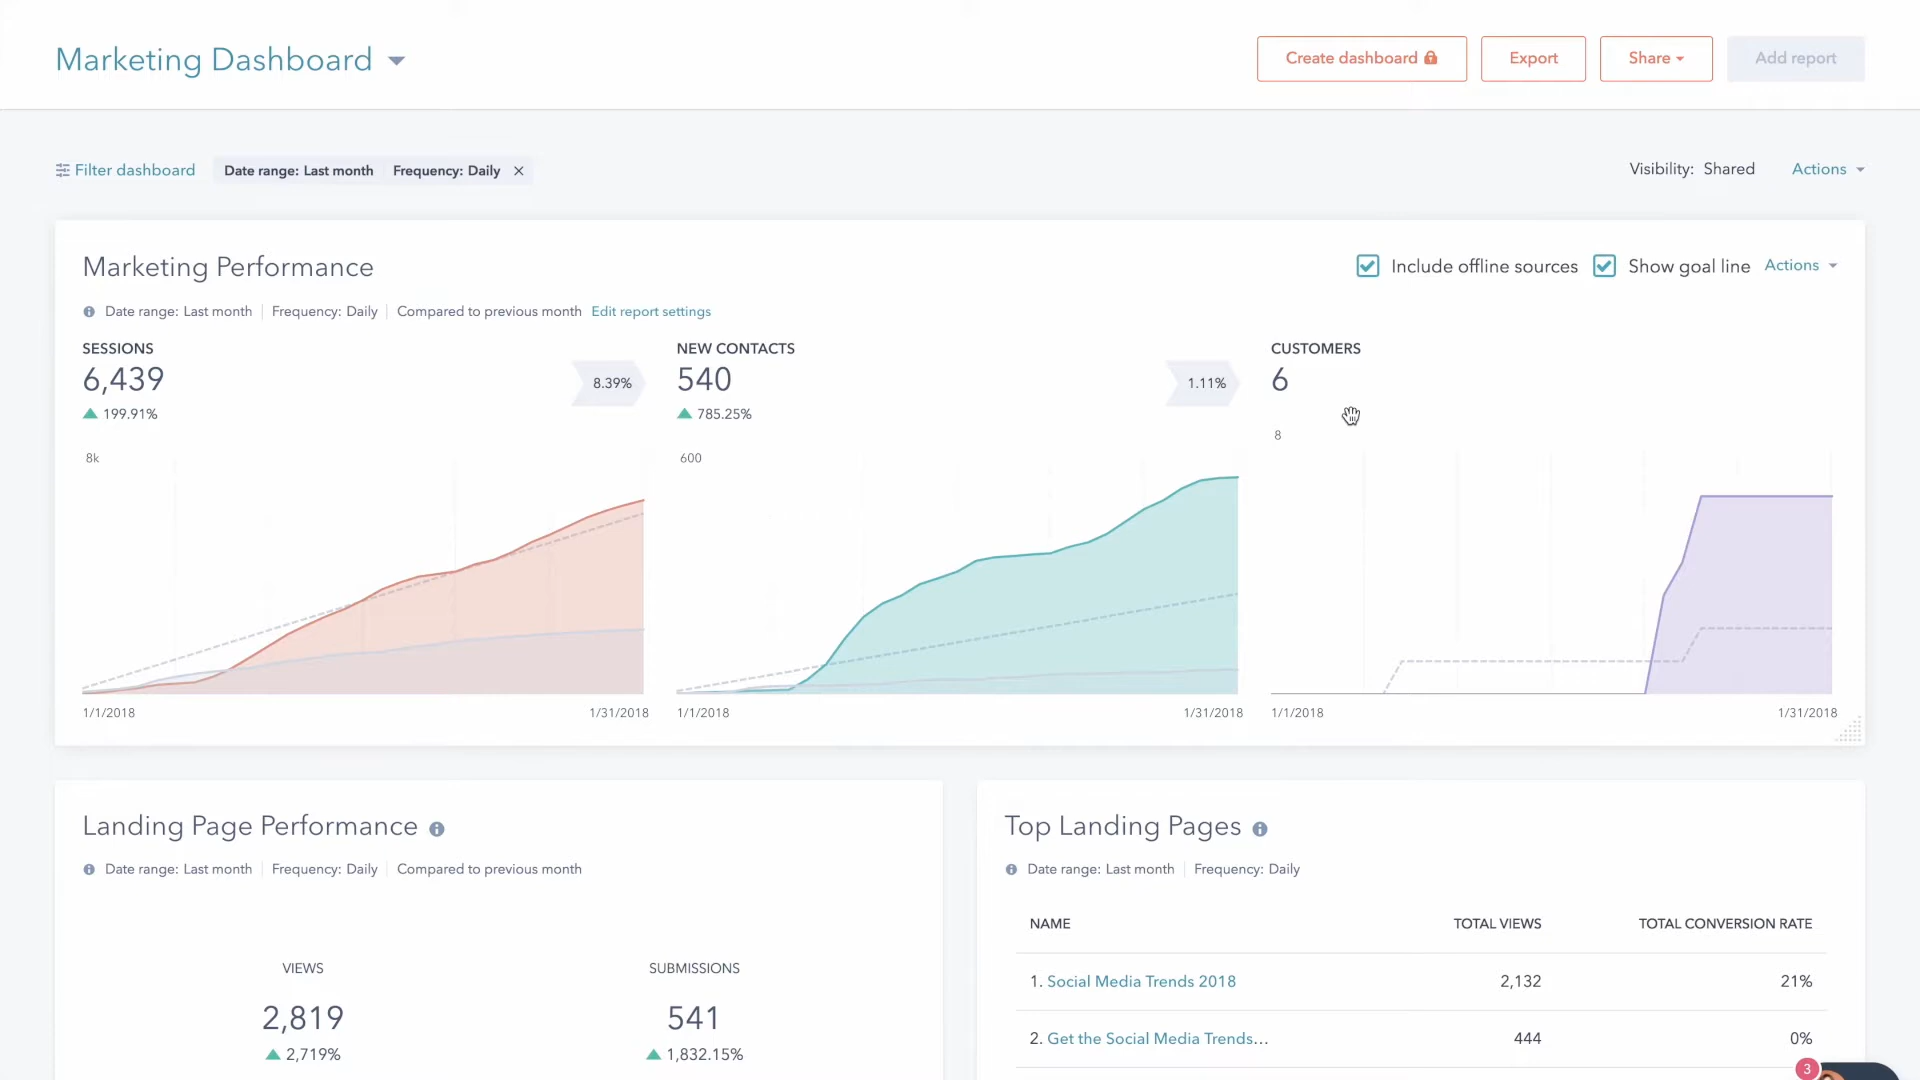 Marketing Dashboard
Create dashboard
Export
Share
Add report
Filter dashboard
Date range: Last month Frequency: Daily
Visibility: Shared
Actions
Marketing Performance
Include offline sources
Show goal line
Actions
Date range: Last month Frequency: Daily Compared to previous month Edit report settings
SESSIONS
6,439
199.91%
8.39%
8k
1/1/2018
1/31/2018
NEW CONTACTS
540
785.25%
1.11%
600
1/1/2018
1/31/2018
CUSTOMERS
6
8
1/1/2018
1/31/2018
Landing Page Performance
Date range: Last month Frequency: Daily Compared to previous month
VIEWS
2,819
2,719%
SUBMISSIONS
541
1,832.15%
Top Landing Pages
Date range: Last month Frequency: Daily
NAME TOTAL VIEWS TOTAL CONVERSION RATE
1. Social Media Trends 2018 2,132 21%
2. Get the Social Media Trends... 444 0%
3